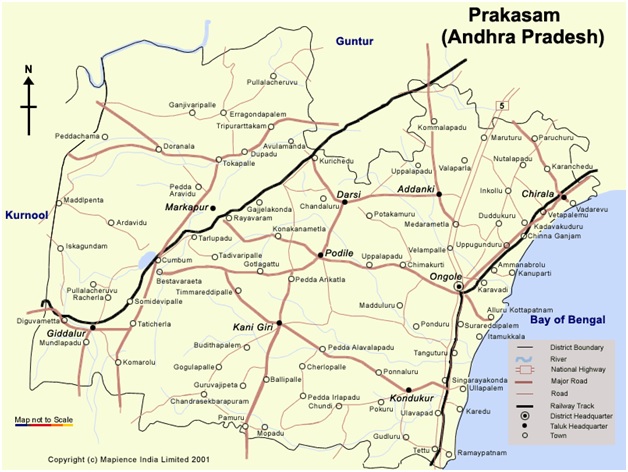 Prakasam
(Andhra Pradesh)
Guntur
N
Pullalacheruvu
Ganjivaripalle
Erragondapalem
Tripurarttakam
5
Kommalapadu
Peddachama
Doranala
Avulamanda
Maruturu
Paruchuru
Dupadu
Tokapalle
Kurichedu
Nutalapadu
Uppalapadu
Valaparla
Karanchedu
Pedda
Aravidu
Darsi
Addanki
Inkollu
Chirala
Maddipenta
Markapur
Gajjelakonda
Chandaluru
Vadarevu
Kurnool
Rayavaram
Potakamuru
Duddukuru
Vetapalemu
Ardavidu
Konakanametla
Medarametla
Kadavakuduru
Tarlupadu
Chinna Ganjam
Iskagundam
Velampalle
Uppugunduru
Podile
Cumbum
Tadivaripalle
Uppalapadu
Chimakurti
Ammanabrolu
Gotlagattu
Kanuparti
Bestavaraeta
Pedda Arikatla
Ongole
Karavadi
Pullalacheruvu
Timmareddipalle
Racherla
Somidevipalle
Madduluru
Alluru Kottapatnam
Diguvametta
Taticherla
Kani Giri
Ponduru
Surareddipalem
Bay of Bengal
Giddalur
Itamukkala
Mundlapadu
Budithapalem
Pedda Alavalapadu
Tanguturu
Komarolu
Gogulapalle
Cherlopalle
Ponnaluru
Guruvajipeta
Ballipalle
Singarayakonda
Ullapalem
Chandrasekbarapuram
Pedda Irlapadu
Kondukur
Chundi
Pokuru
Ulavapad
Karedu
Pamuru
Mopadu
Gudluru
Tettu
Ramaypatnam
District Boundary
River
National Highway
Major Road
Road
Railway Track
District Headquarter
Taluk Headquarter
Town
Map not to Scale
Copyright (c) Mapience India Limited 2001